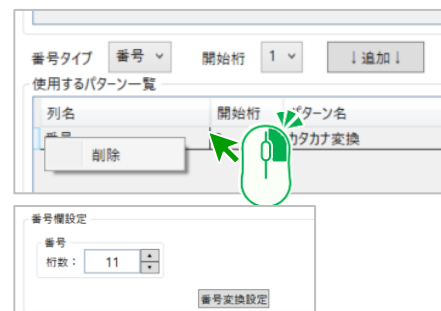 番号タイプ 番号 開始桁 1 ↓追加↓
使用するパターン一覧
列名 開始桁 パターン名
番号 カタカナ変換
削除
番号欄設定
番号
桁数： 11
番号変換設定